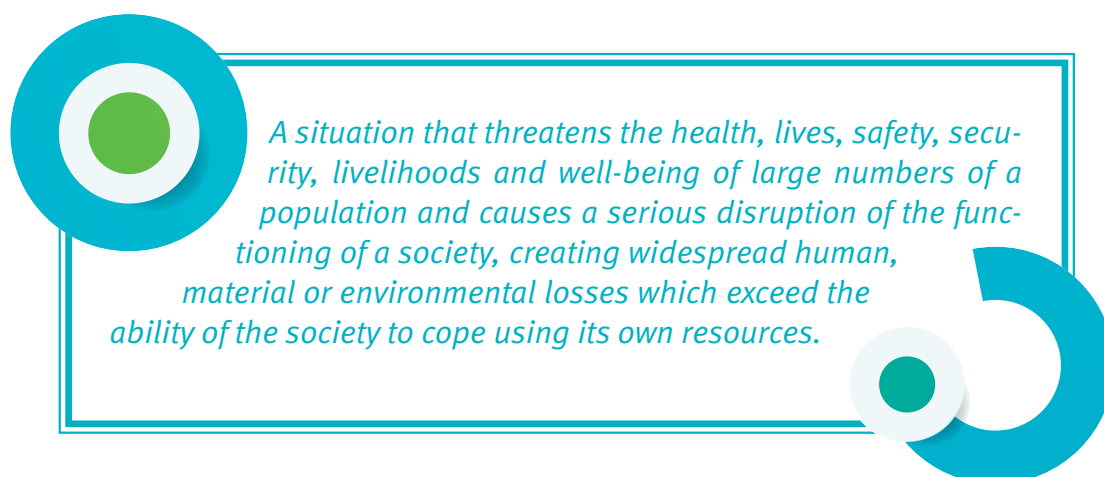 A situation that threatens the health, lives, safety, secu-
rity, livelihoods and well-being of large numbers of a
population and causes a serious disruption of the func-
tioning of a society, creating widespread human,
material or environmental losses which exceed the
ability of the society to cope using its own resources.